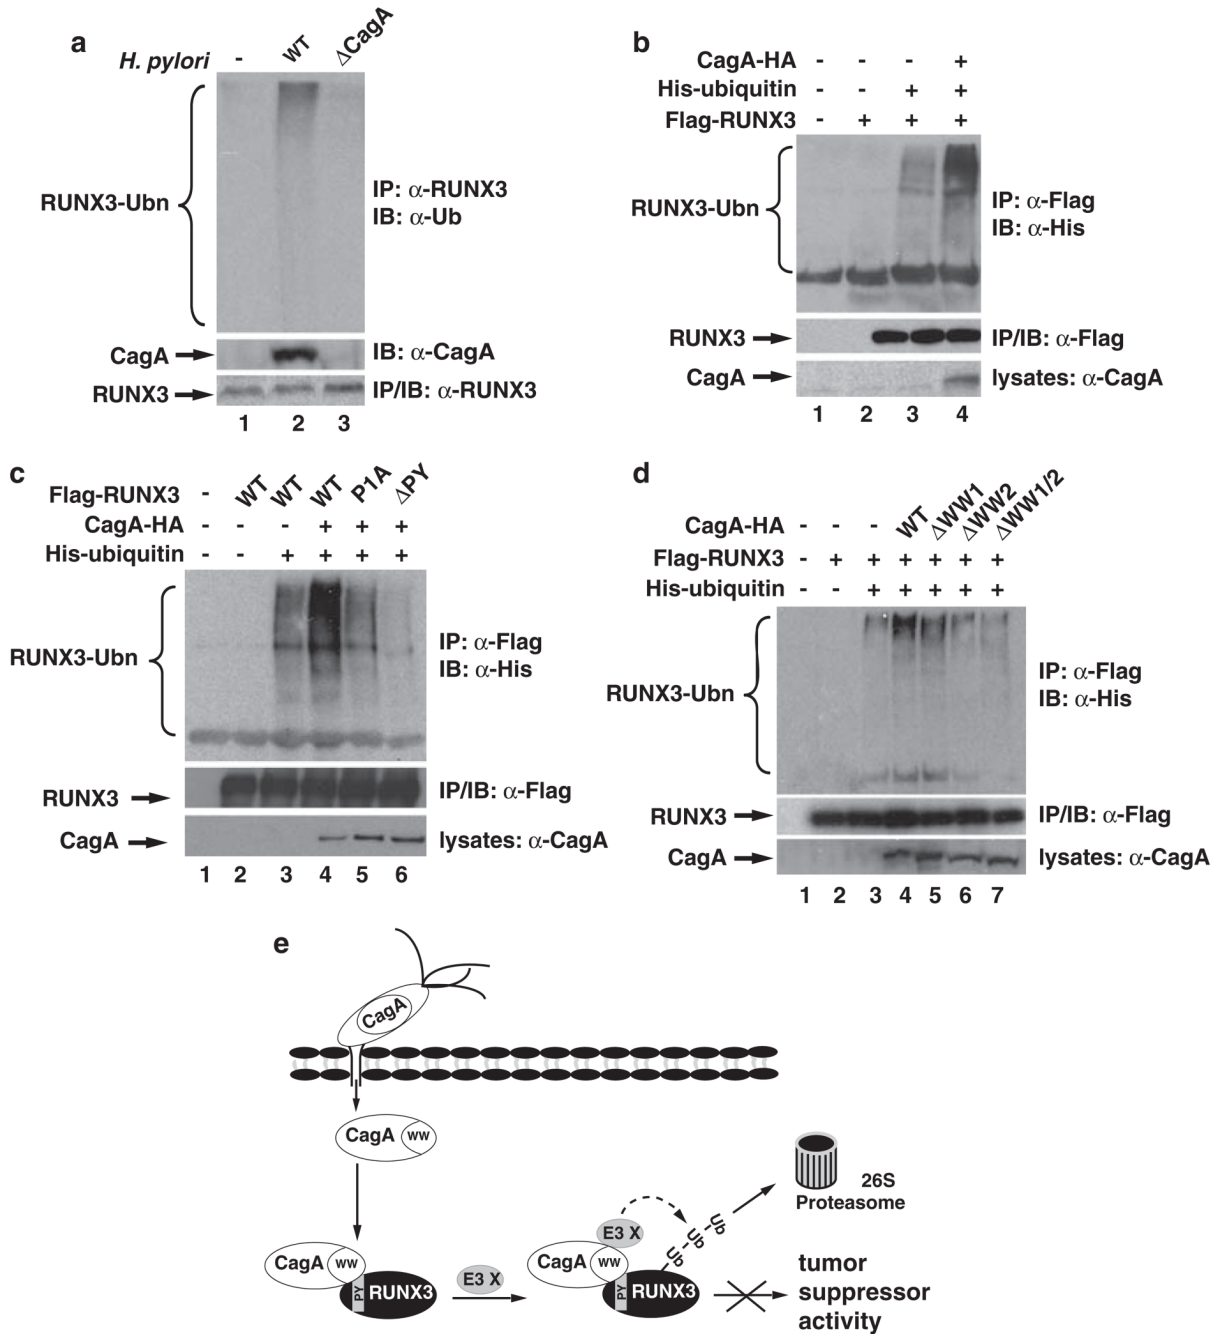 a
H. pylori - WT ΔCagA
RUNX3-Ubn
IP: α-RUNX3
IB: α-Ub
CagA
IB: α-CagA
RUNX3
IP/IB: α-RUNX3
1 2 3
b
CagA-HA - - - +
His-ubiquitin - - + +
Flag-RUNX3 - + + +
RUNX3-Ubn
IP: α-Flag
IB: α-His
RUNX3
IP/IB: α-Flag
CagA
lysates: α-CagA
1 2 3 4
c
Flag-RUNX3 - WT WT WT P1A ΔPY
CagA-HA - - - + + +
His-ubiquitin - - + + + +
RUNX3-Ubn
IP: α-Flag
IB: α-His
RUNX3
IP/IB: α-Flag
CagA
lysates: α-CagA
1 2 3 4 5 6
d
CagA-HA - - - WT ΔWW1 ΔWW2 ΔWW1/2
Flag-RUNX3 - + + + + + +
His-ubiquitin - - + + + + +
RUNX3-Ubn
IP: α-Flag
IB: α-His
RUNX3
IP/IB: α-Flag
CagA
lysates: α-CagA
1 2 3 4 5 6 7
e
CagA
CagA WW
26S
Proteasome
CagA WW
PY RUNX3
E3 X
E3 X
CagA WW
PY RUNX3
Ub Ub Ub
tumor
suppressor
activity